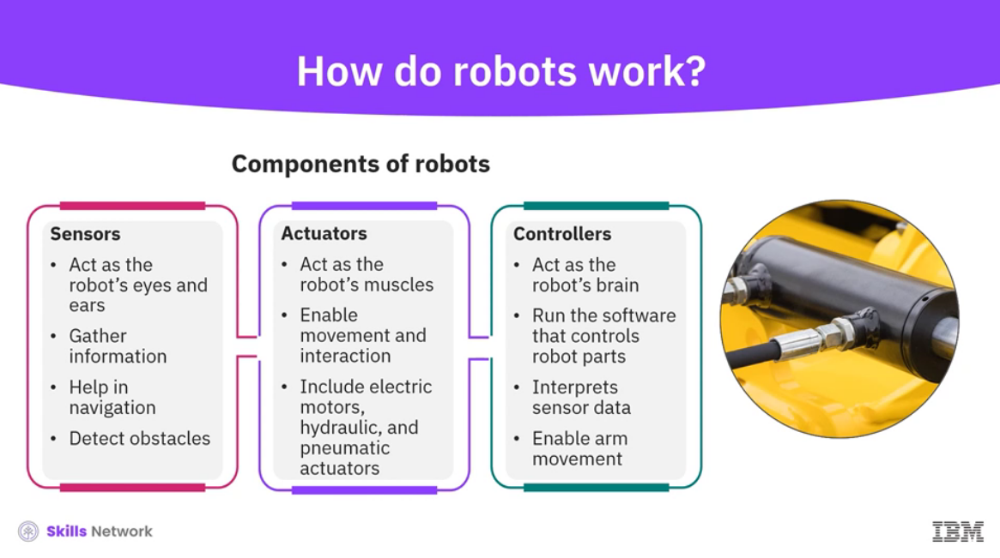 How do robots work?
Components of robots
Sensors
• Act as the
robot's eyes and
ears
• Gather
information
• Help in
navigation
• Detect obstacles
Actuators
• Act as the
robot's muscles
• Enable
movement and
interaction
• Include electric
motors,
hydraulic, and
pneumatic
actuators
Controllers
• Act as the
robot's brain
• Run the software
that controls
robot parts
• Interprets
sensor data
• Enable arm
movement
Skills Network
IBM